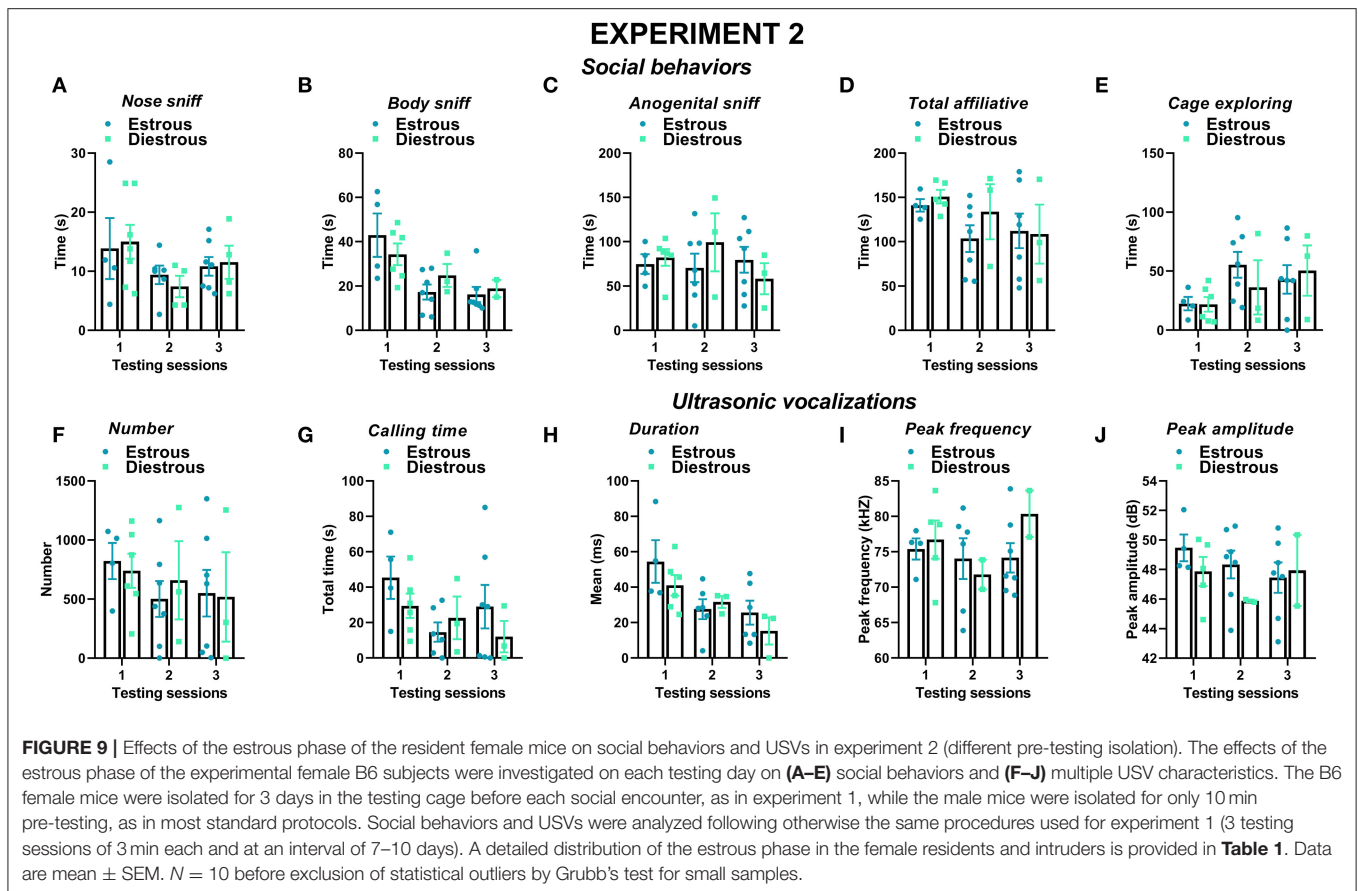 EXPERIMENT 2
Social behaviors
A
Nose sniff
Estrous
Diestrous
30
20
10
0
Time (s)
1 2 3
Testing sessions
B
Body sniff
Estrous
Diestrous
80
60
40
20
0
Time (s)
1 2 3
Testing sessions
C
Anogenital sniff
Estrous
Diestrous
200
150
100
50
0
Time (s)
1 2 3
Testing sessions
D
Total affiliative
Estrous
Diestrous
200
150
100
50
0
Time (s)
1 2 3
Testing sessions
E
Cage exploring
Estrous
Diestrous
150
100
50
0
Time (s)
1 2 3
Testing sessions
Ultrasonic vocalizations
F
Number
Estrous
Diestrous
1500
1000
500
0
Number
1 2 3
Testing sessions
G
Calling time
Estrous
Diestrous
100
80
60
40
20
0
Total time (s)
1 2 3
Testing sessions
H
Duration
Estrous
Diestrous
100
80
60
40
20
0
Mean (ms)
1 2 3
Testing sessions
I
Peak frequency
Estrous
Diestrous
85
80
75
70
65
60
Peak frequency (kHZ)
1 2 3
Testing sessions
J
Peak amplitude
Estrous
Diestrous
54
52
50
48
46
44
42
Peak amplitude (dB)
1 2 3
Testing sessions
FIGURE 9 | Effects of the estrous phase of the resident female mice on social behaviors and USVs in experiment 2 (different pre-testing isolation). The effects of the
estrous phase of the experimental female B6 subjects were investigated on each testing day on (A–E) social behaviors and (F–J) multiple USV characteristics. The B6
female mice were isolated for 3 days in the testing cage before each social encounter, as in experiment 1, while the male mice were isolated for only 10 min
pre-testing, as in most standard protocols. Social behaviors and USVs were analyzed following otherwise the same procedures used for experiment 1 (3 testing
sessions of 3 min each and at an interval of 7–10 days). A detailed distribution of the estrous phase in the female residents and intruders is provided in Table 1. Data
are mean ± SEM. N = 10 before exclusion of statistical outliers by Grubb's test for small samples.